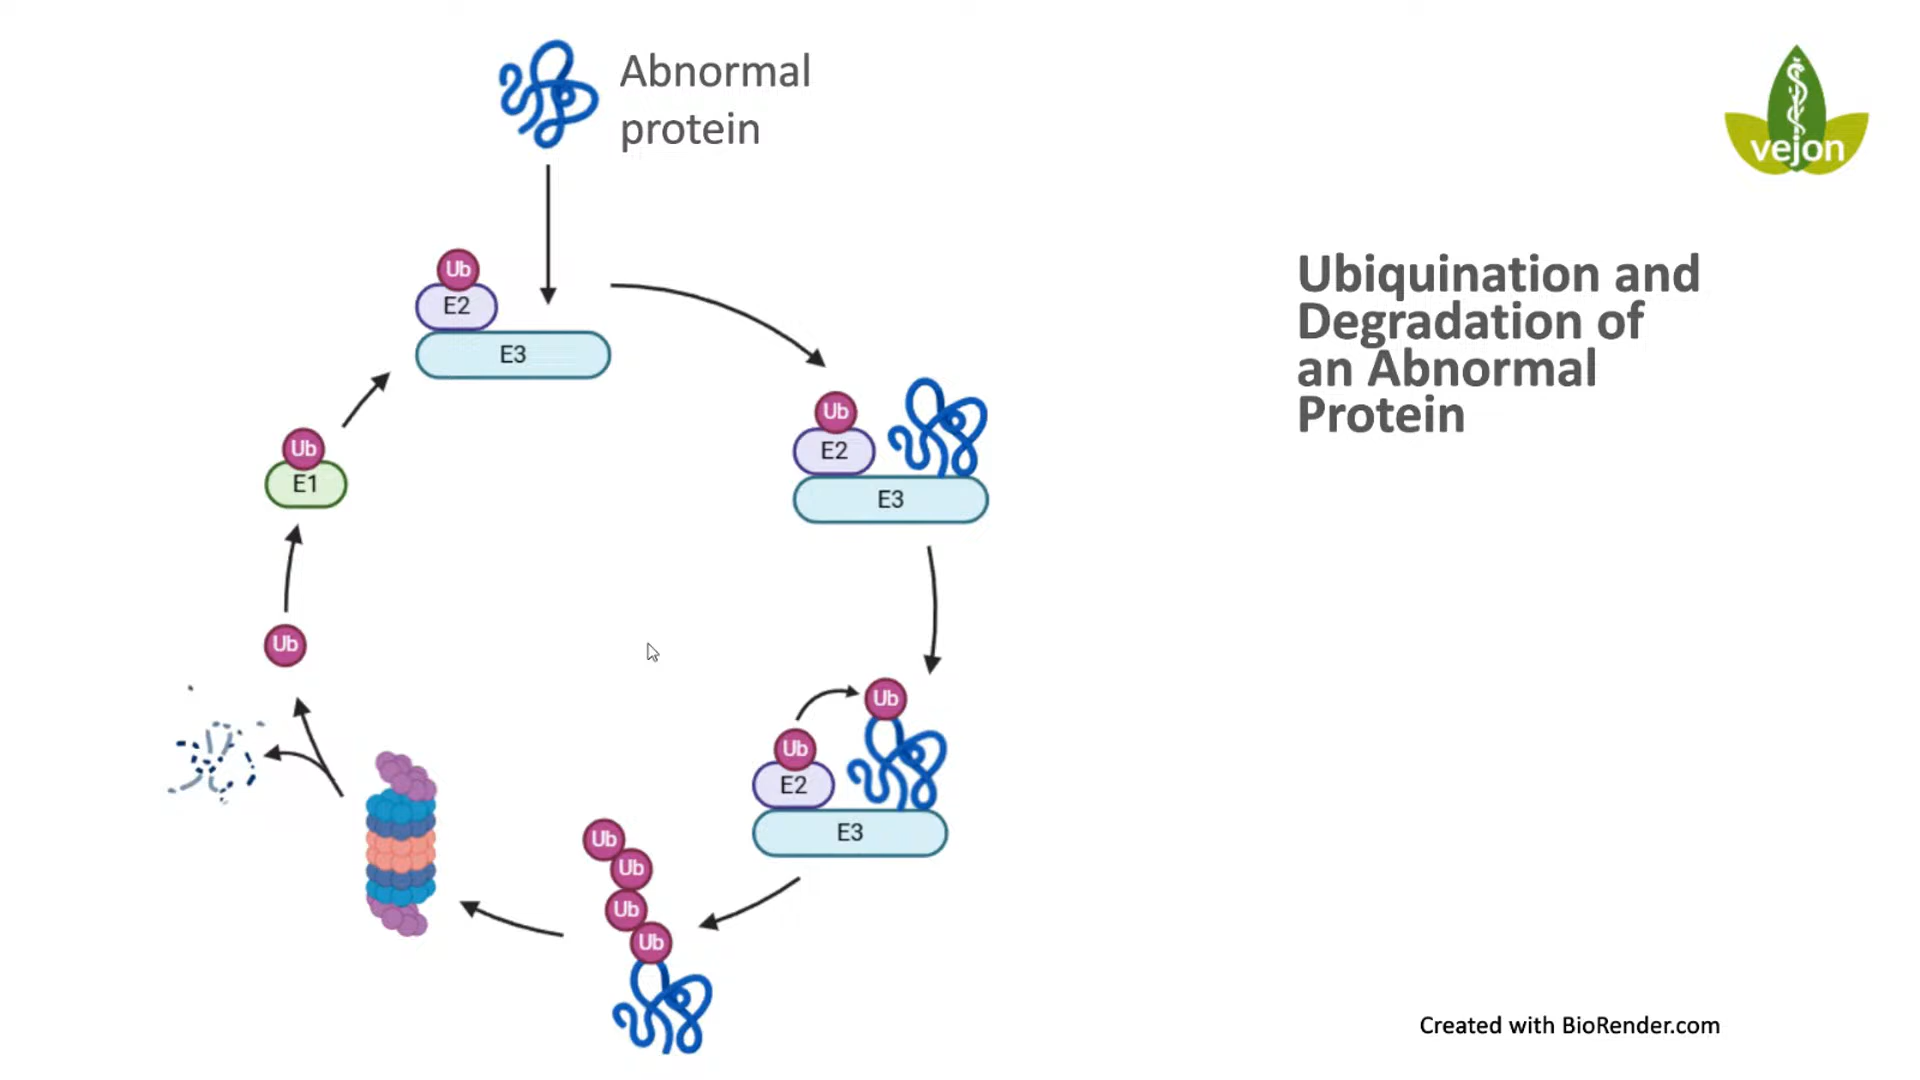 Abnormal
protein
vejon
Ubiquination and
Degradation of
an Abnormal
Protein
Ub
E2
E3
Ub
E1
Ub
E2
E3
Ub
Ub
Ub
E2
E3
Ub
Ub
Ub
Ub
Created with BioRender.com